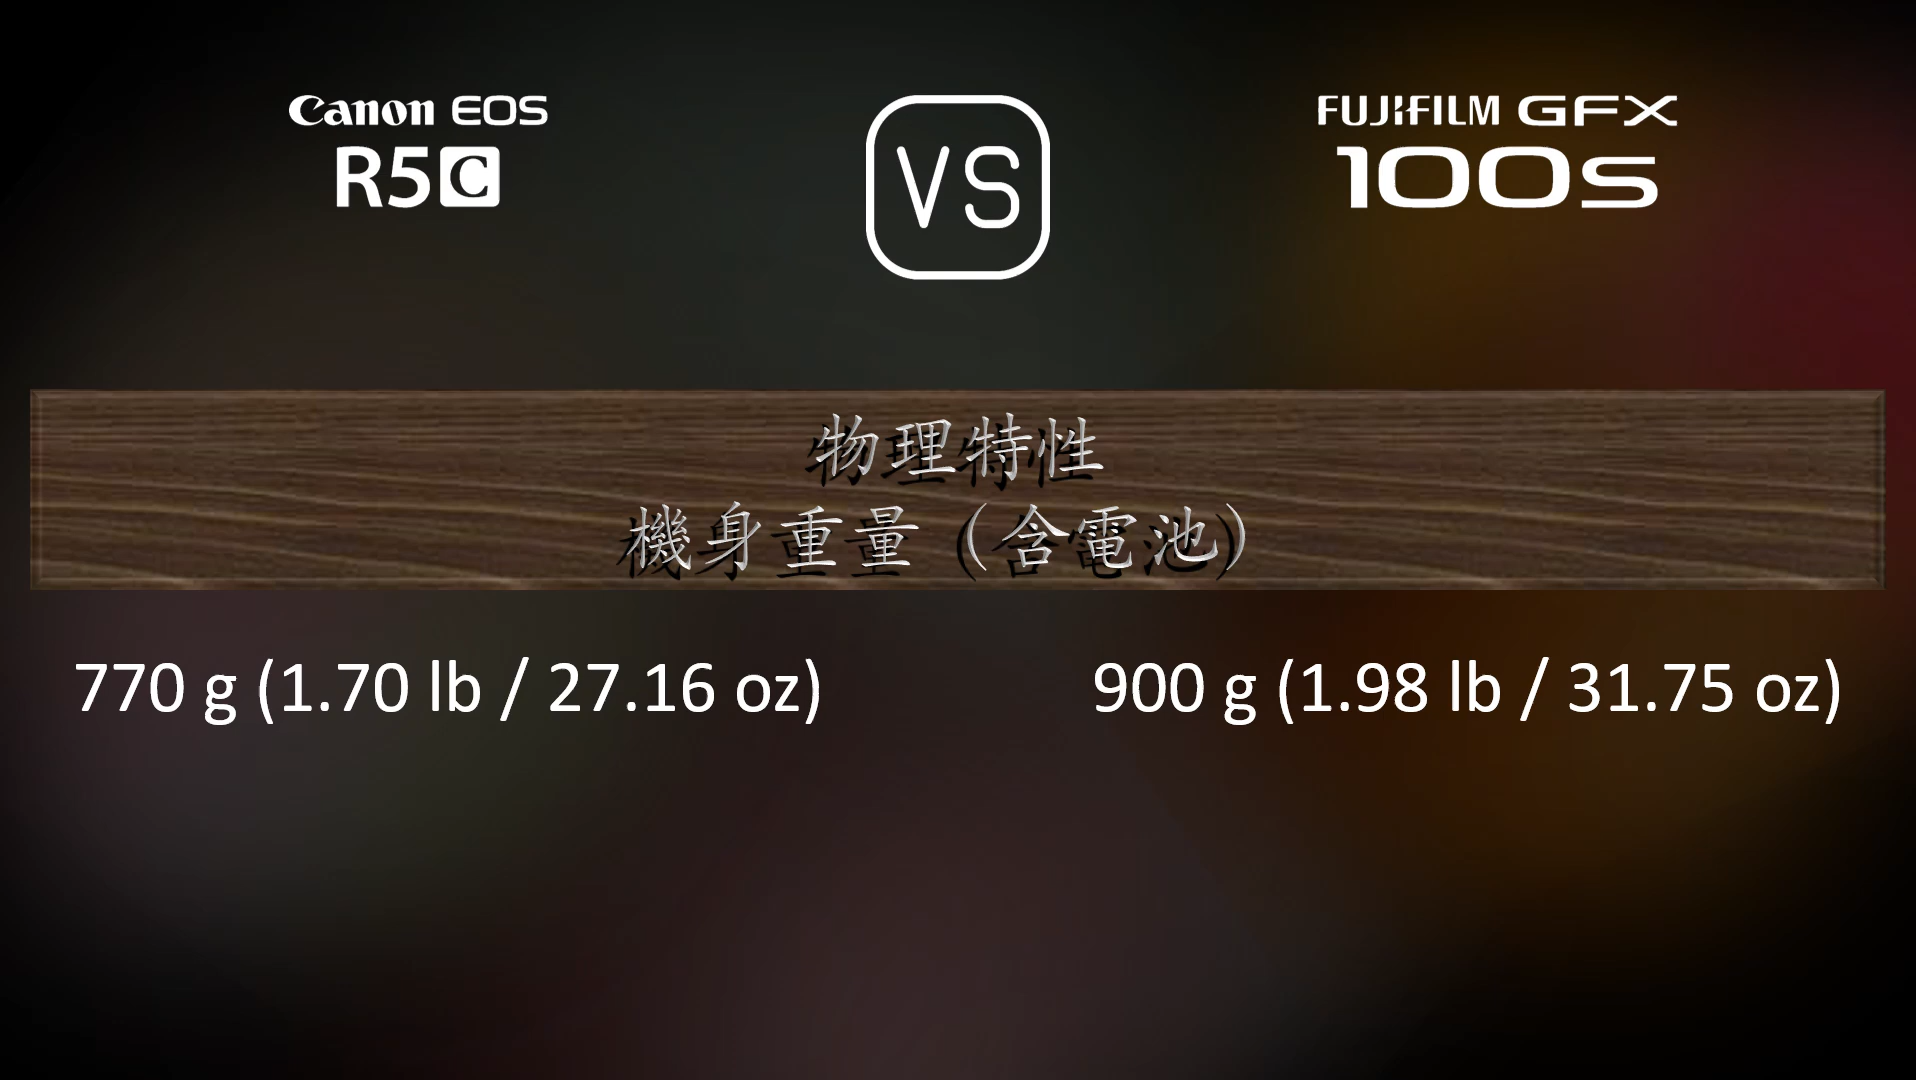 Canon EOS
R5 C
VS
FUJIFILM GFX
100S
物理特性
機身重量（含電池）
770 g (1.70 lb / 27.16 oz)
900 g (1.98 lb / 31.75 oz)